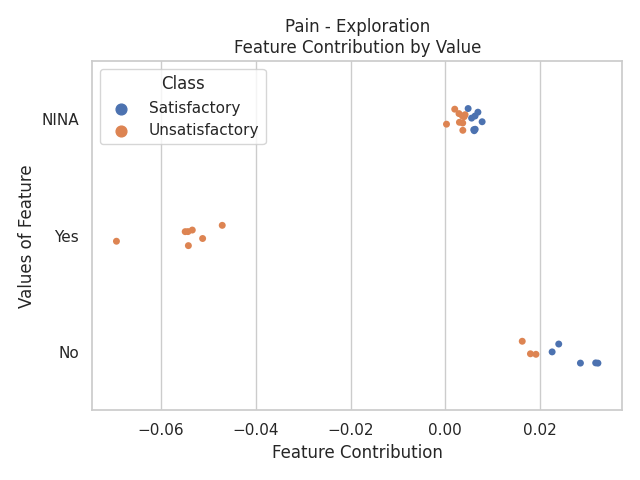 Pain - Exploration
Feature Contribution by Value
Class
Satisfactory
Unsatisfactory
Values of Feature
NINA
Yes
No
−0.06
−0.04
−0.02
0.00
0.02
Feature Contribution